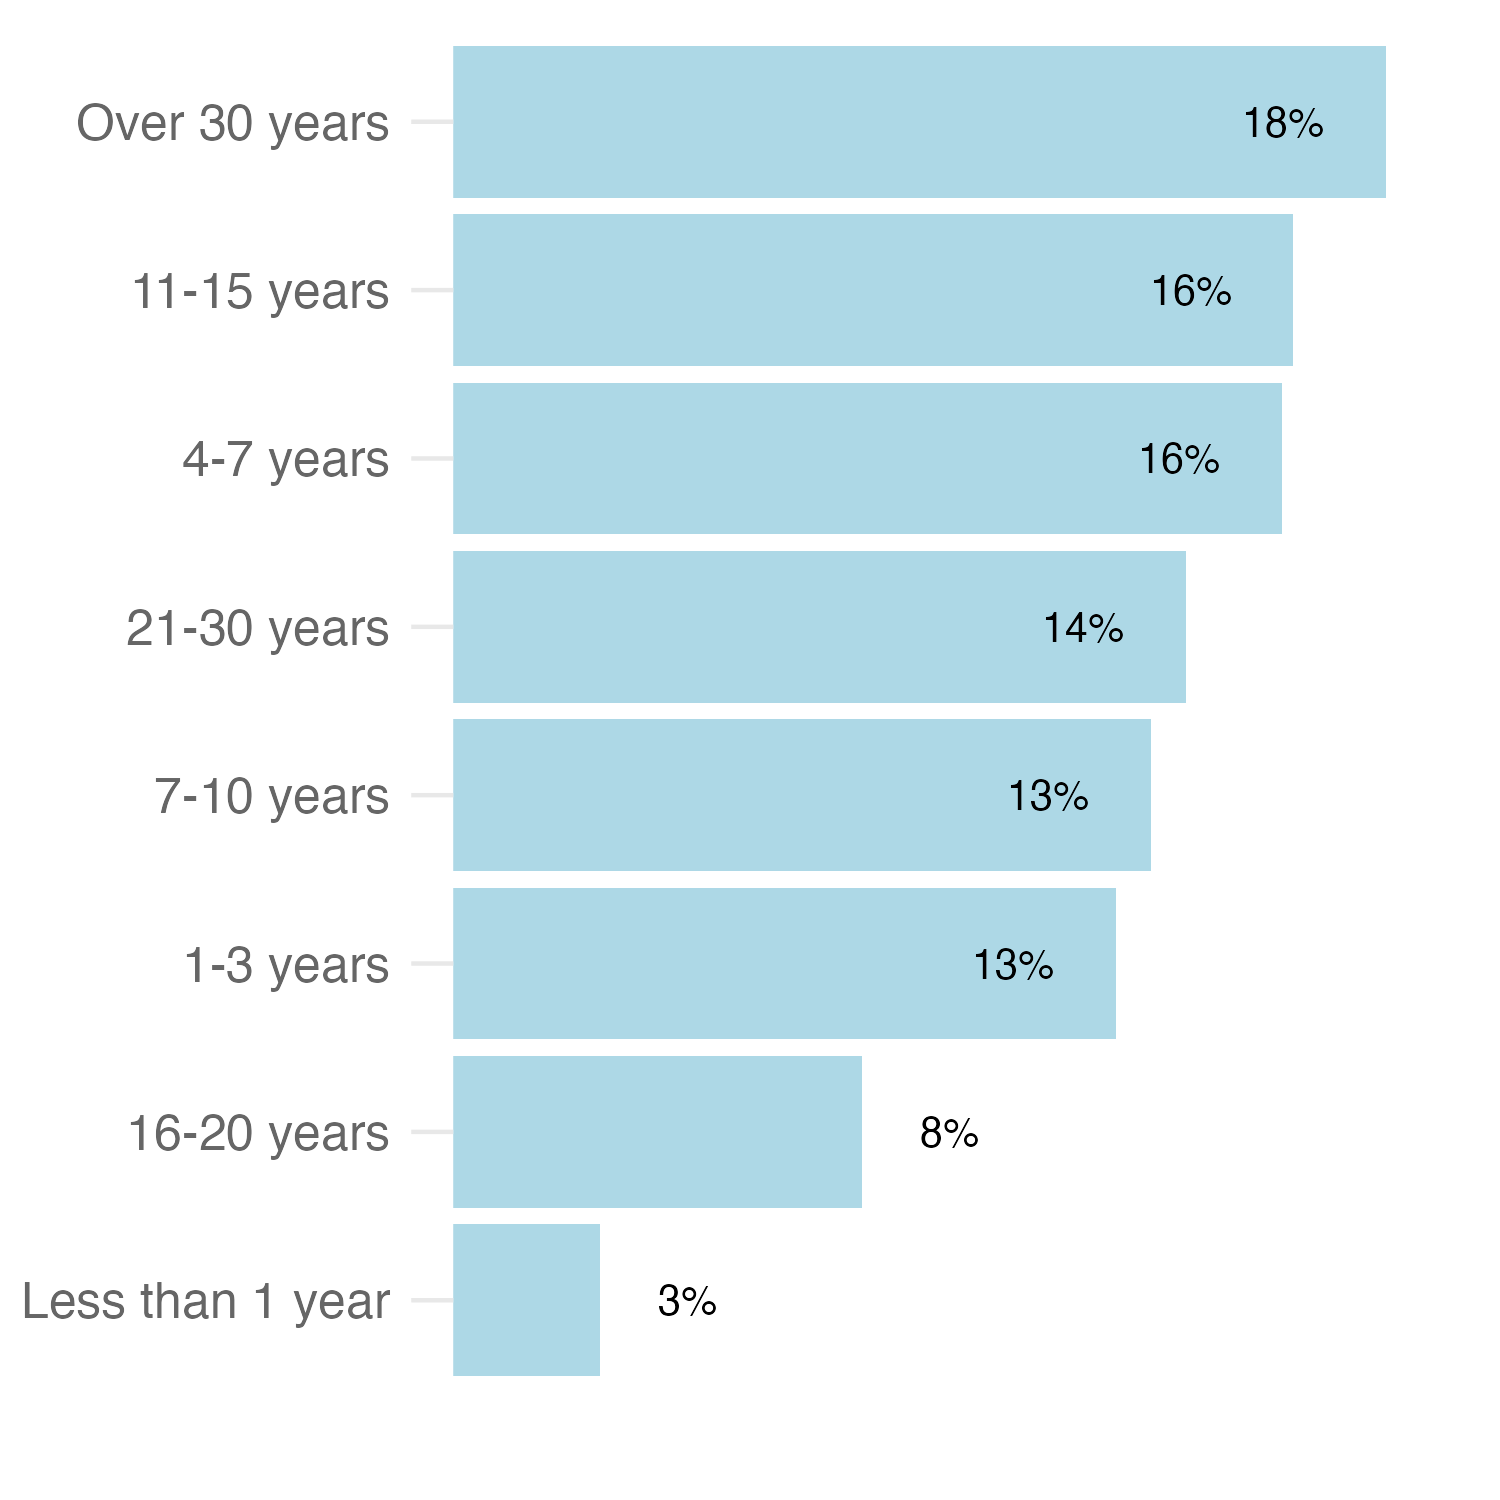 Over 30 years 18%
11-15 years 16%
4-7 years 16%
21-30 years 14%
7-10 years 13%
1-3 years 13%
16-20 years 8%
Less than 1 year 3%